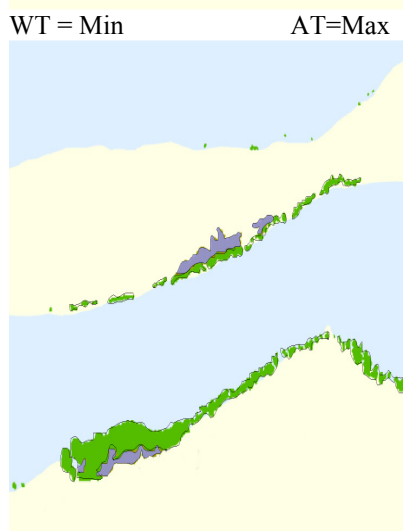 WT = Min AT=Max